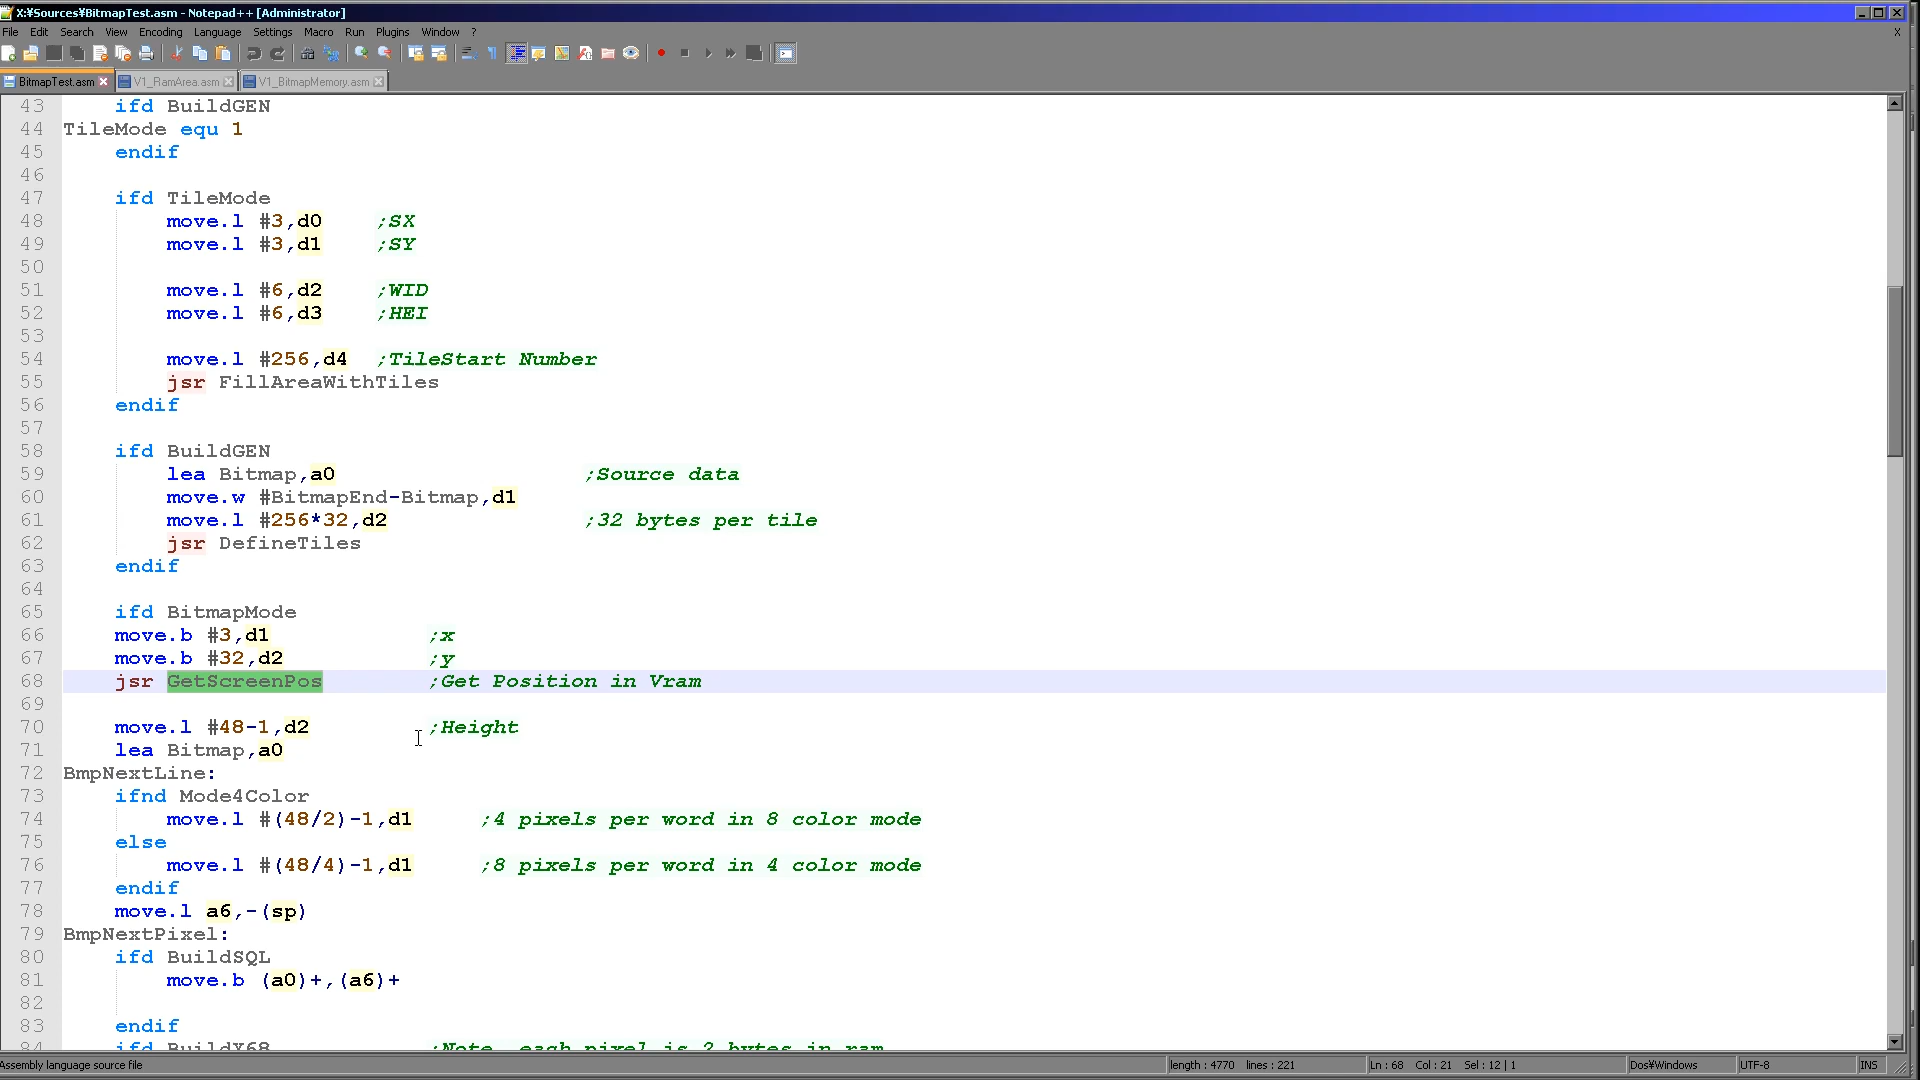 X:¥Sources¥BitmapTest.asm - Notepad++ [Administrator]
File Edit Search View Encoding Language Settings Macro Run Plugins Window ? X
BitmapTest.asm V1_RamArea.asm V1_BitmapMemory.asm
43 ifd BuildGEN
44 TileMode equ 1
45 endif
46
47 ifd TileMode
48 move.l #3,d0 ;SX
49 move.l #3,d1 ;SY
50
51 move.l #6,d2 ;WID
52 move.l #6,d3 ;HEI
53
54 move.l #256,d4 ;TileStart Number
55 jsr FillAreaWithTiles
56 endif
57
58 ifd BuildGEN
59 lea Bitmap,a0 ;Source data
60 move.w #BitmapEnd-Bitmap,d1
61 move.l #256*32,d2 ;32 bytes per tile
62 jsr DefineTiles
63 endif
64
65 ifd BitmapMode
66 move.b #3,d1 ;x
67 move.b #32,d2 ;y
68 jsr GetScreenPos ;Get Position in Vram
69
70 move.l #48-1,d2 ;Height
71 lea Bitmap,a0
72 BmpNextLine:
73 ifnd Mode4Color
74 move.l #(48/2)-1,d1 ;4 pixels per word in 8 color mode
75 else
76 move.l #(48/4)-1,d1 ;8 pixels per word in 4 color mode
77 endif
78 move.l a6,-(sp)
79 BmpNextPixel:
80 ifd BuildSQL
81 move.b (a0)+,(a6)+
82
83 endif
84 ifd BuildX68 ;Note, each pixel is 2 bytes in ram
Assembly language source file length : 4770 lines : 221 Ln : 68 Col : 21 Sel : 12 | 1 Dos¥Windows UTF-8 INS